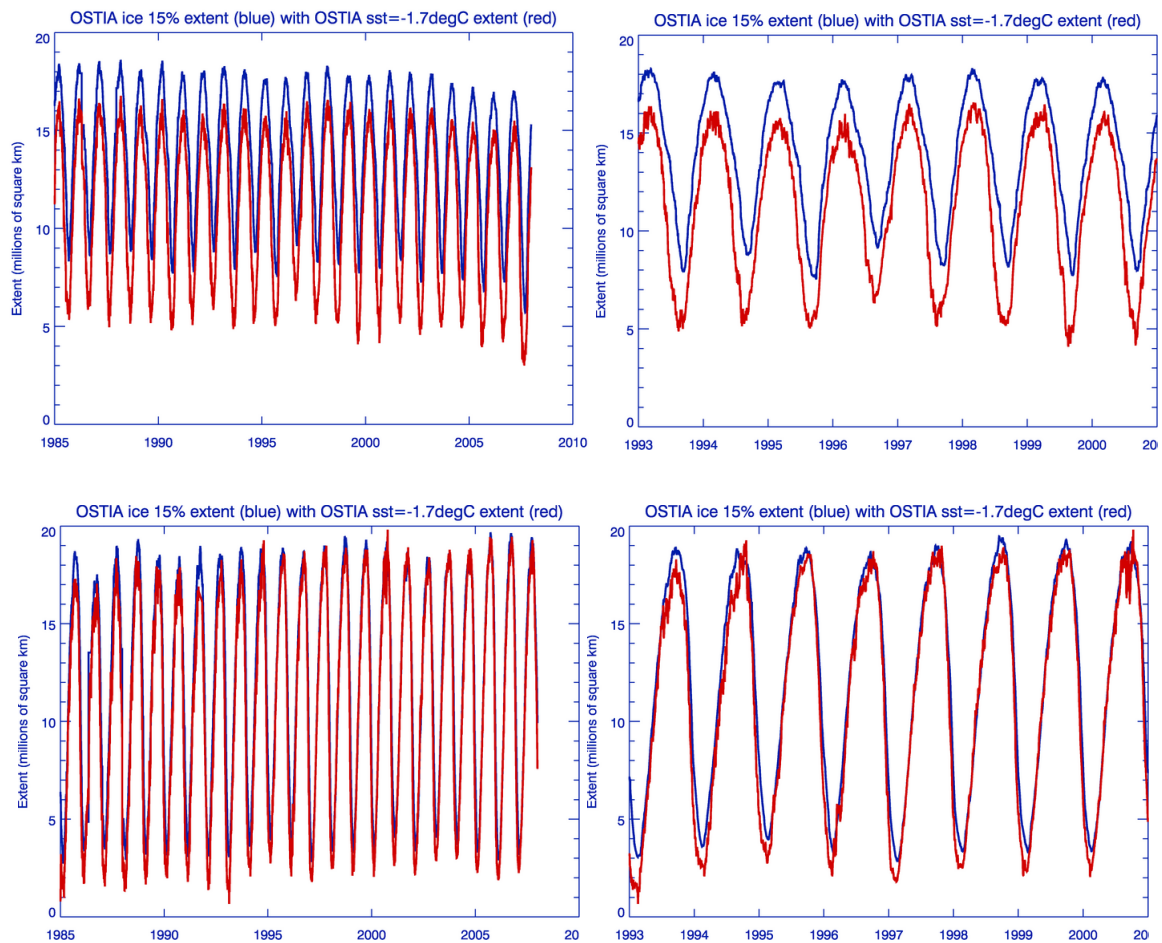 OSTIA ice 15% extent (blue) with OSTIA sst=-1.7degC extent (red)
20
15
10
5
0
Extent (millions of square km)
1985 1990 1995 2000 2005 2010
OSTIA ice 15% extent (blue) with OSTIA sst=-1.7degC extent (red)
20
15
10
5
0
Extent (millions of square km)
1993 1994 1995 1996 1997 1998 1999 2000 20
OSTIA ice 15% extent (blue) with OSTIA sst=-1.7degC extent (red)
20
15
10
5
0
Extent (millions of square km)
1985 1990 1995 2000 2005 20
OSTIA ice 15% extent (blue) with OSTIA sst=-1.7degC extent (red)
20
15
10
5
0
Extent (millions of square km)
1993 1994 1995 1996 1997 1998 1999 2000 20